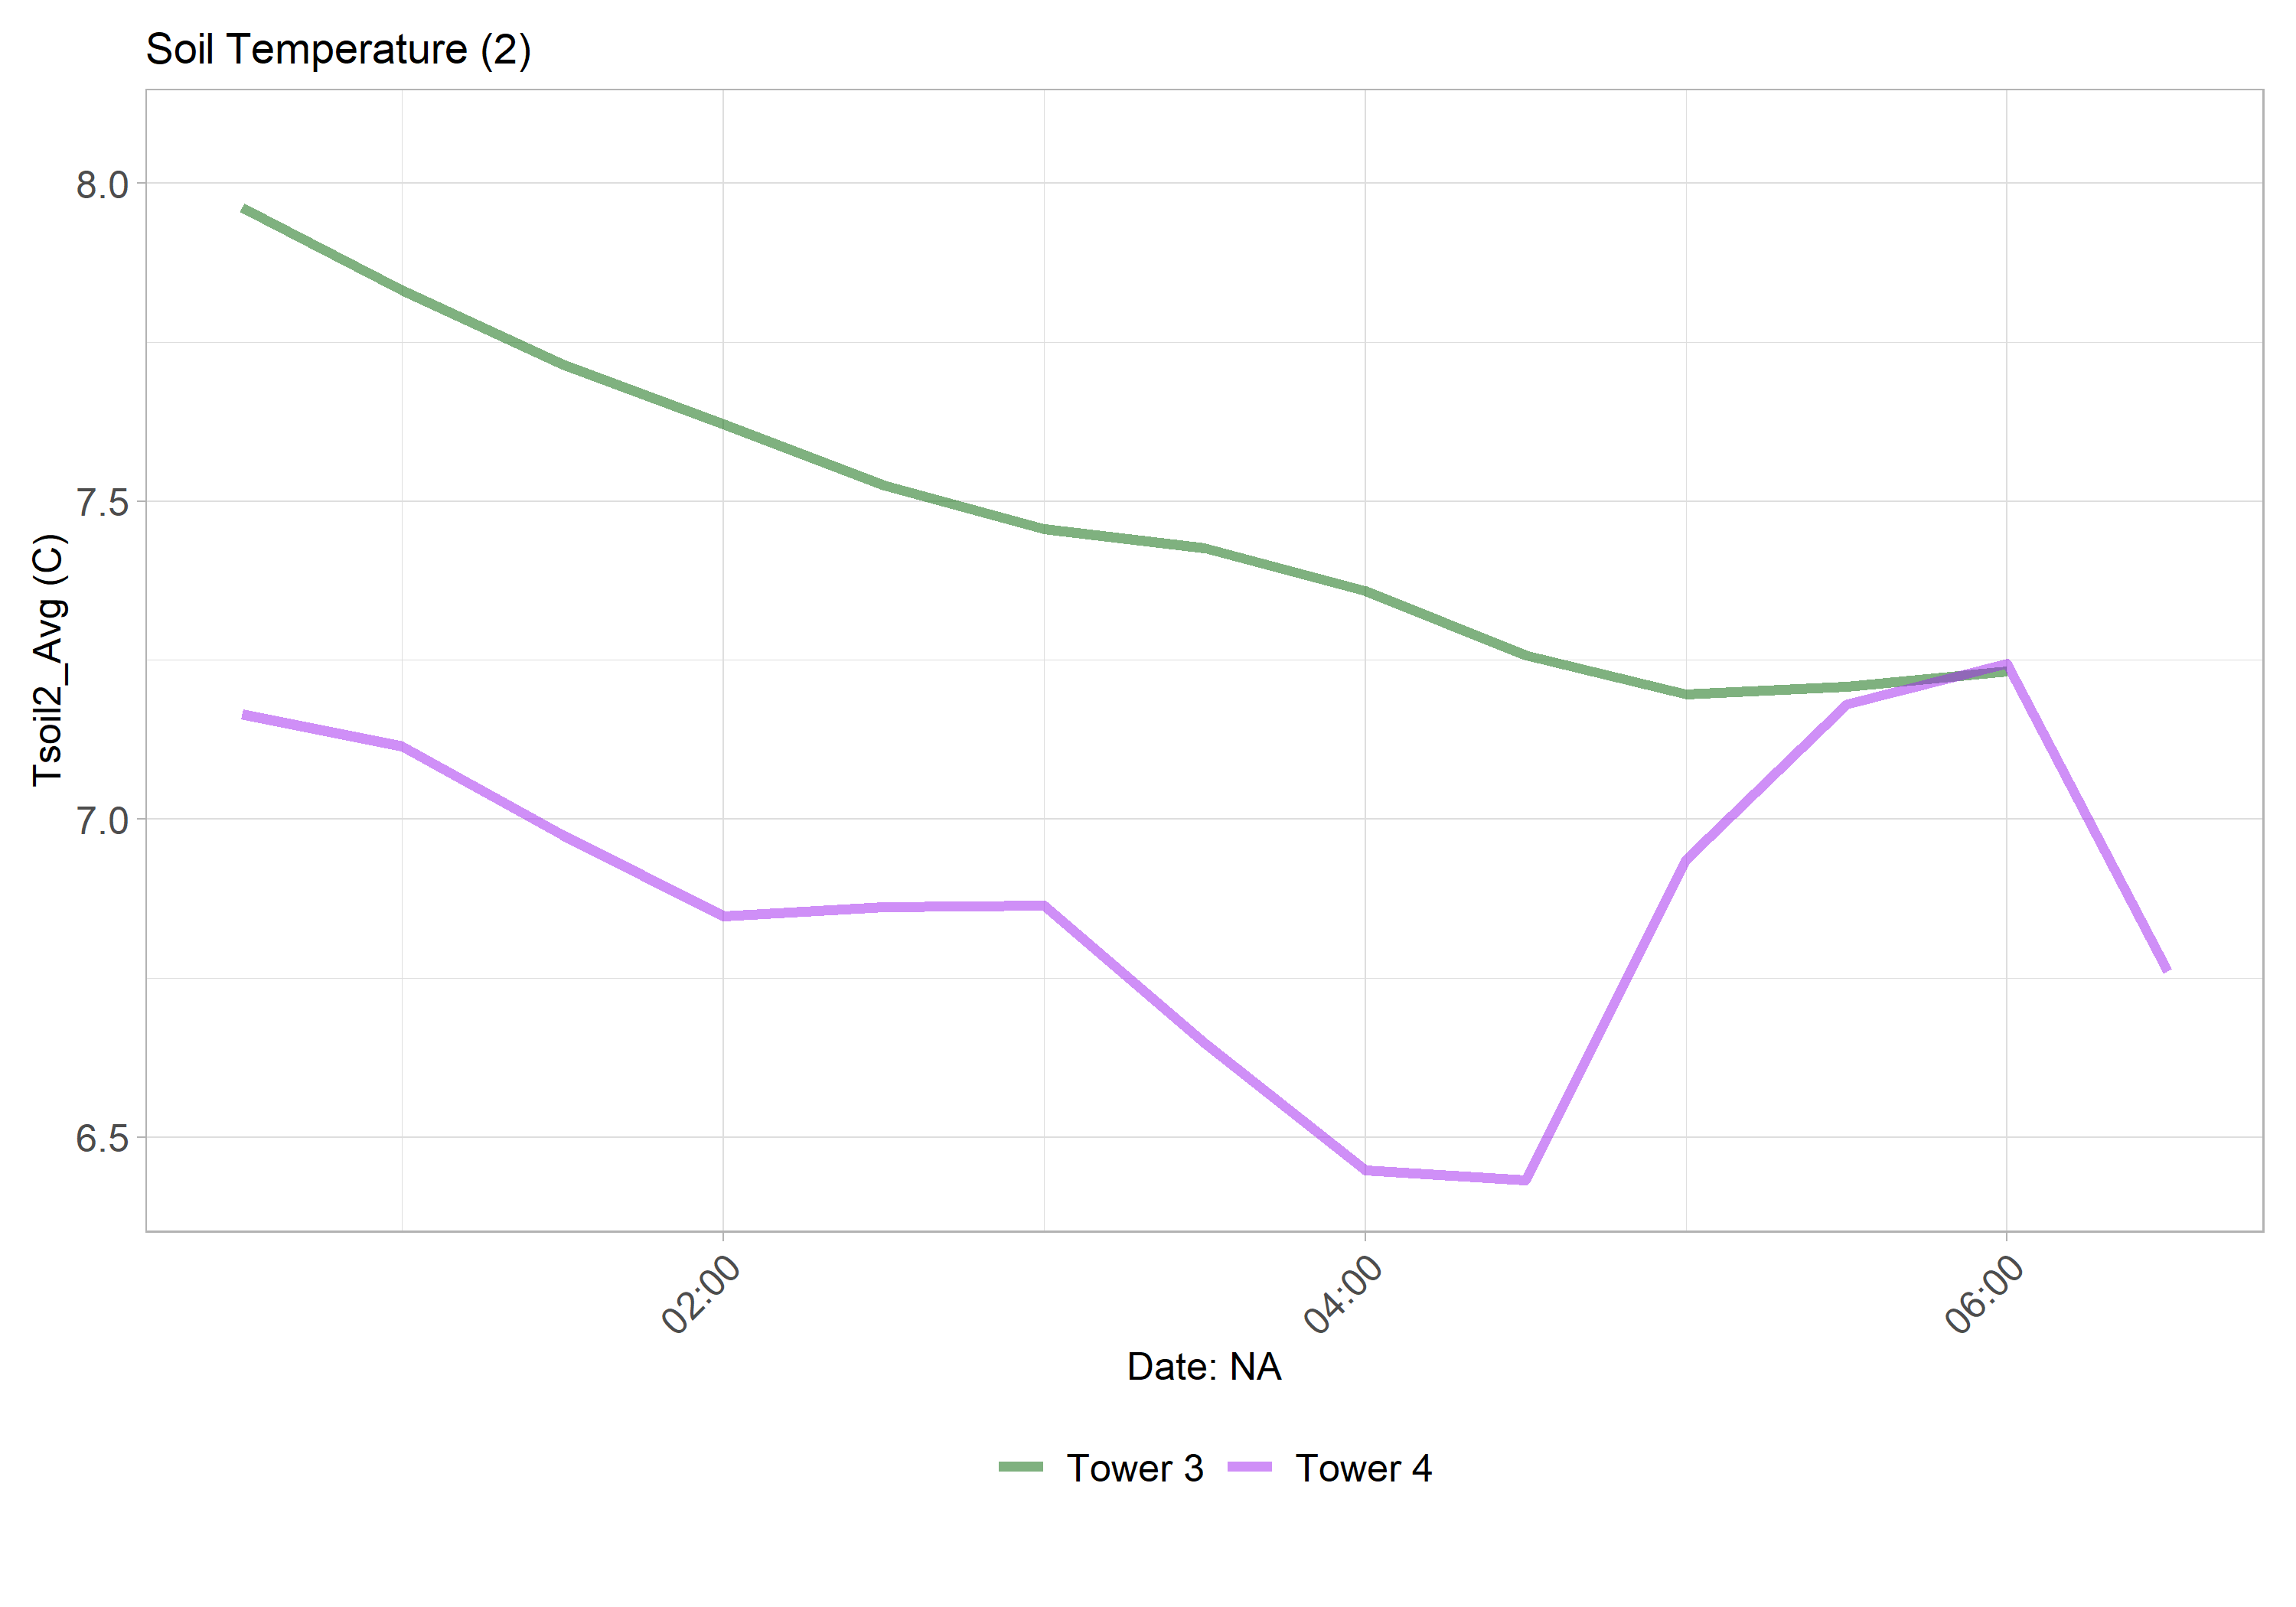 Soil Temperature (2)
8.0
7.5
7.0
6.5
Tsoil2_Avg (C)
02:00
04:00
06:00
Date: NA
Tower 3
Tower 4